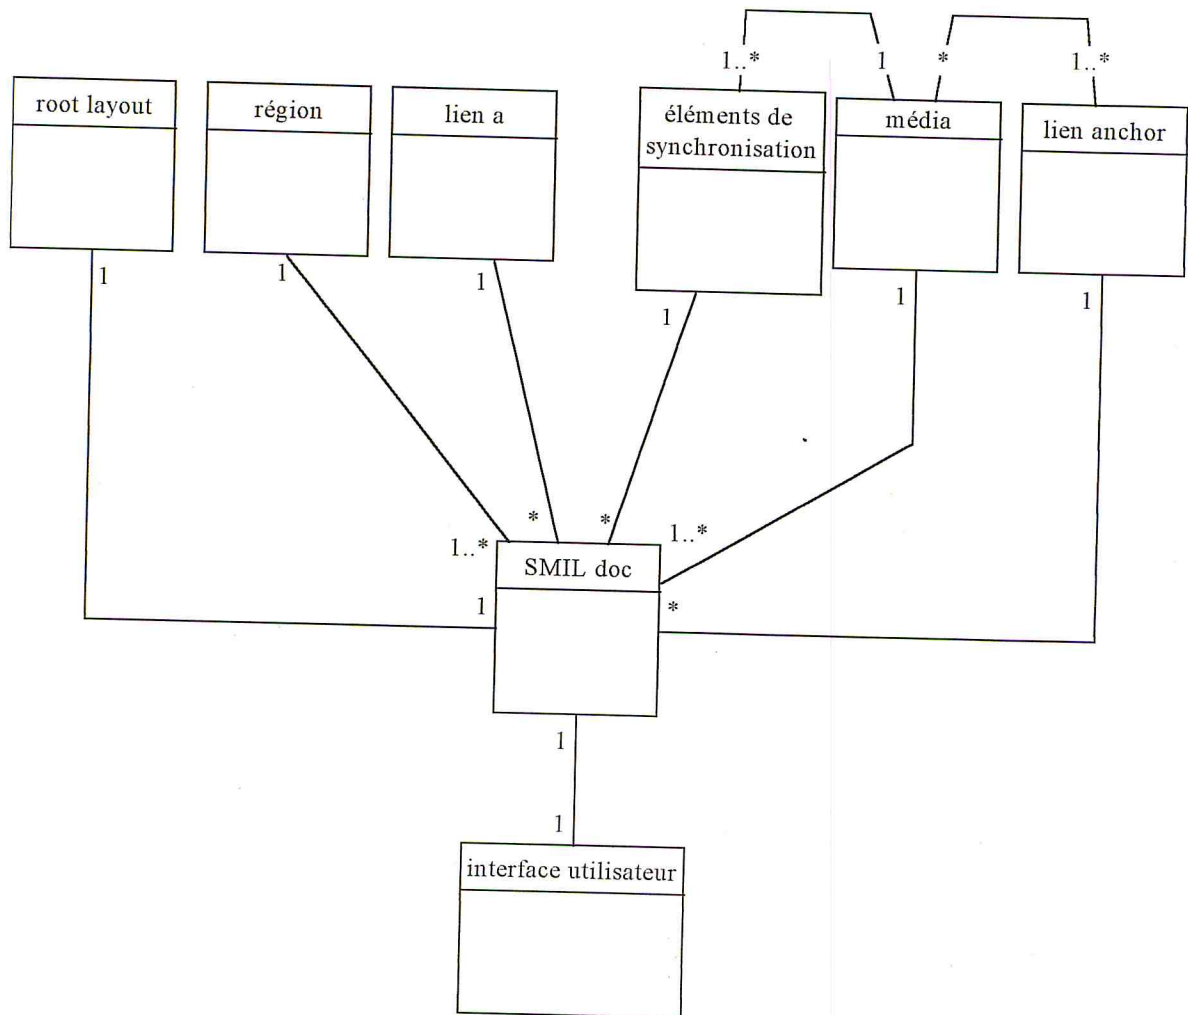 1..*
1
*
1..*
root layout
région
lien a
éléments de
synchronisation
média
lien anchor
1
1
1
1
1
1
1..*
*
*
1..*
SMIL doc
1
*
1
1
interface utilisateur